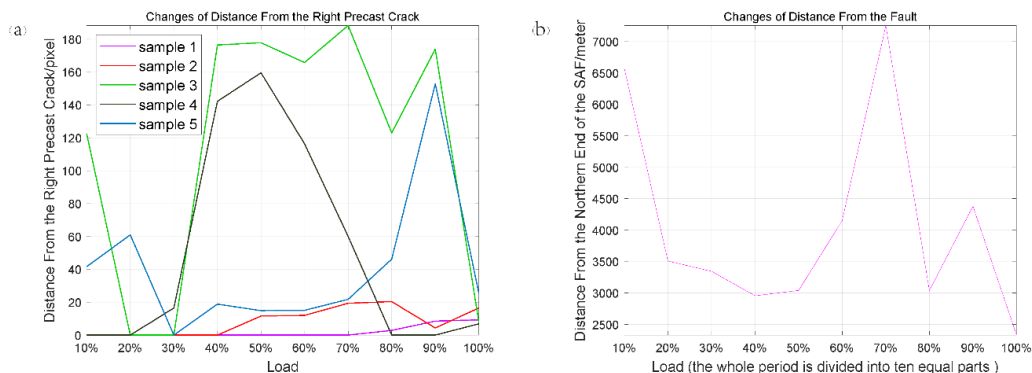 (a)
Changes of Distance From the Right Precast Crack
Distance From the Right Precast Crack/pixel
180
160
140
120
100
80
60
40
20
0
sample 1
sample 2
sample 3
sample 4
sample 5
10% 20% 30% 40% 50% 60% 70% 80% 90% 100%
Load
(b)
Changes of Distance From the Fault
Distance From the Northern End of the SAF/meter
7000
6500
6000
5500
5000
4500
4000
3500
3000
2500
10% 20% 30% 40% 50% 60% 70% 80% 90% 100%
Load (the whole period is divided into ten equal parts )